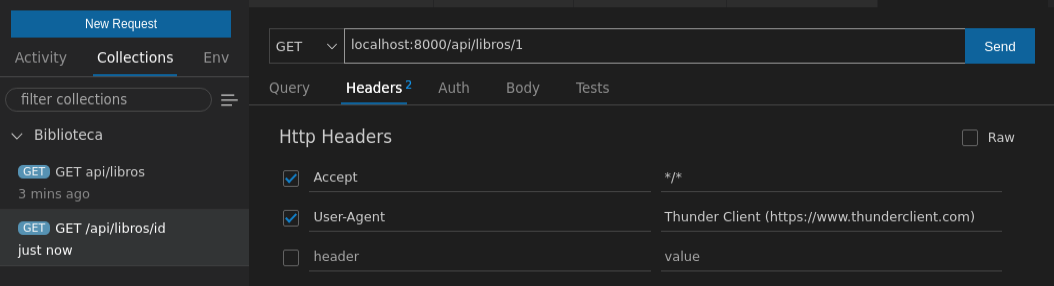 New Request
Activity Collections Env
filter collections
Biblioteca
GET GET api/libros
3 mins ago
GET GET /api/libros/id
just now
GET localhost:8000/api/libros/1 Send
Query Headers 2 Auth Body Tests
Http Headers Raw
Accept */*
User-Agent Thunder Client (https://www.thunderclient.com)
header value